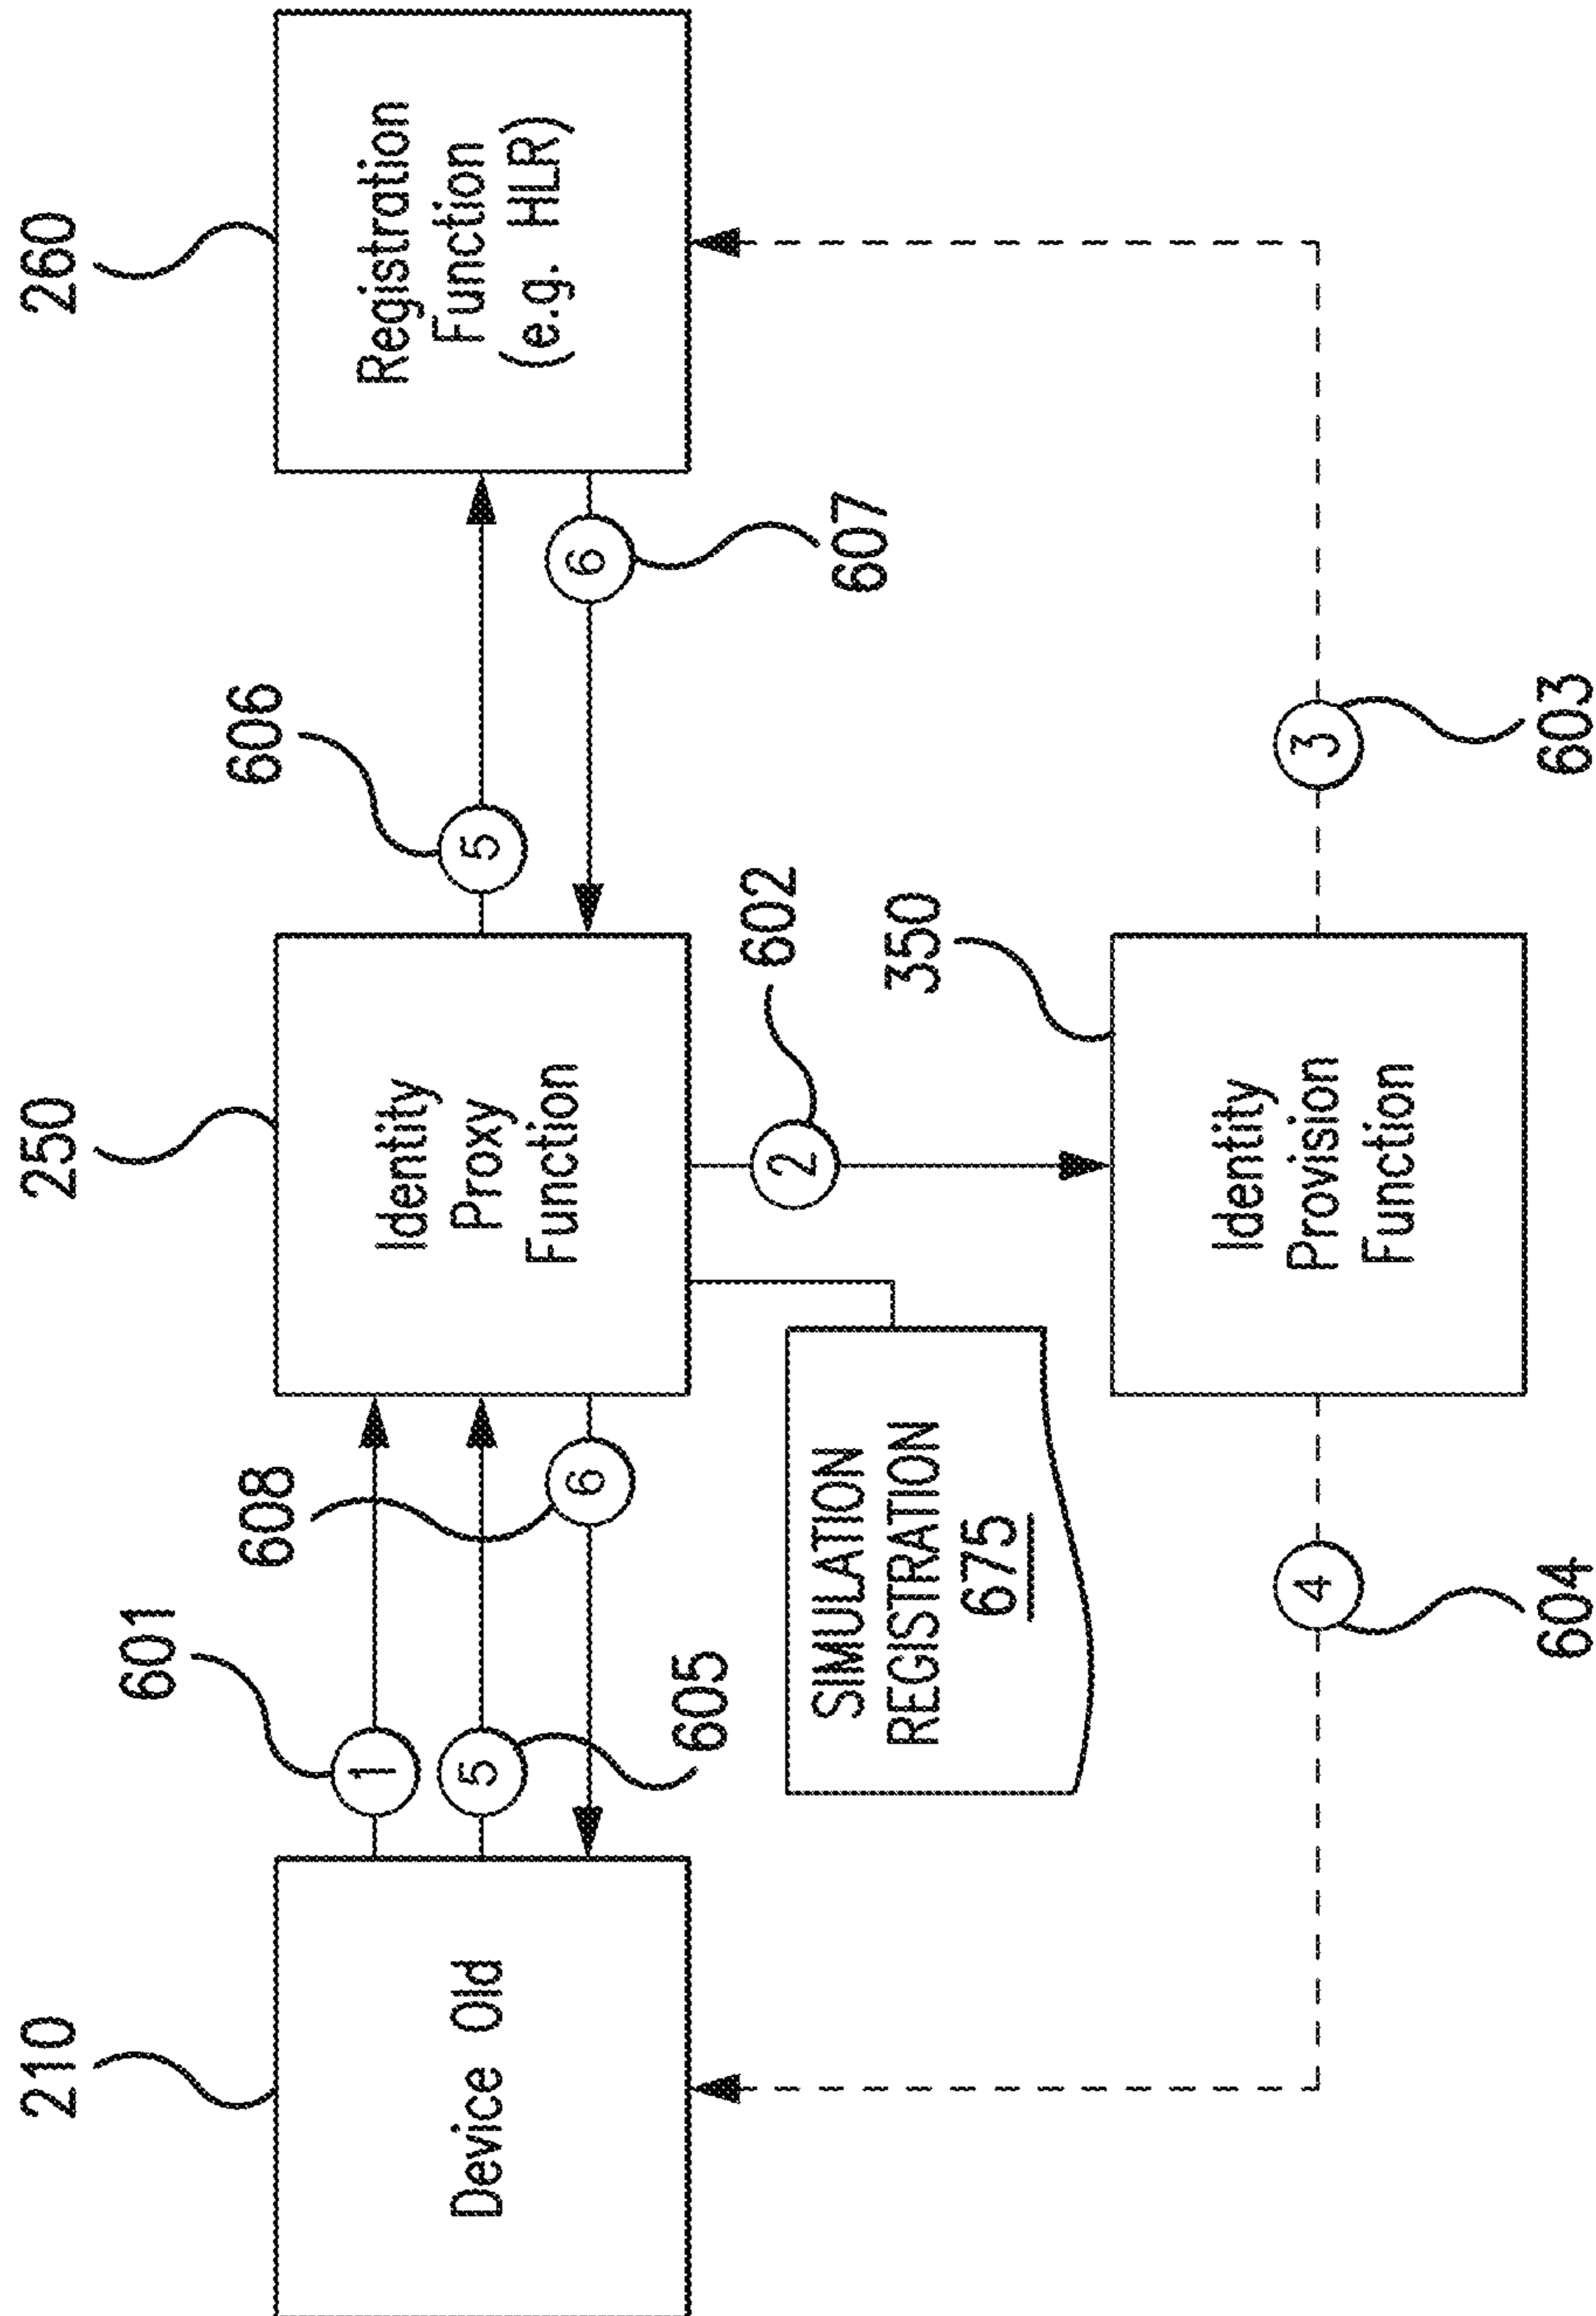 210
250
260
Device Old
Identity
Proxy
Function
Registration
Function
(e.g. HLR)
601
1
605
5
608
6
606
5
607
6
602
2
SIMULATION
REGISTRATION
675
350
Identity
Provision
Function
604
4
603
3